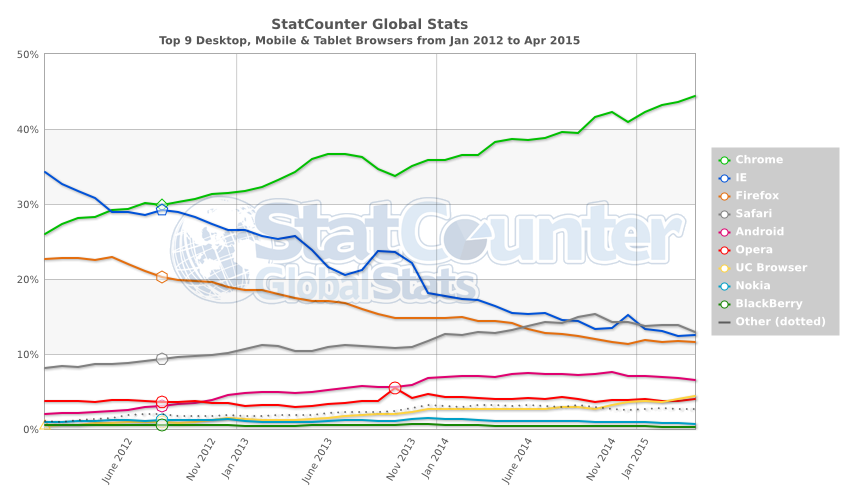 StatCounter Global Stats
Top 9 Desktop, Mobile & Tablet Browsers from Jan 2012 to Apr 2015
50%
40%
30%
20%
10%
0%
StatCounter
GlobalStats
Chrome
IE
Firefox
Safari
Android
Opera
UC Browser
Nokia
BlackBerry
Other (dotted)
June 2012
Nov 2012
Jan 2013
June 2013
Nov 2013
Jan 2014
June 2014
Nov 2014
Jan 2015